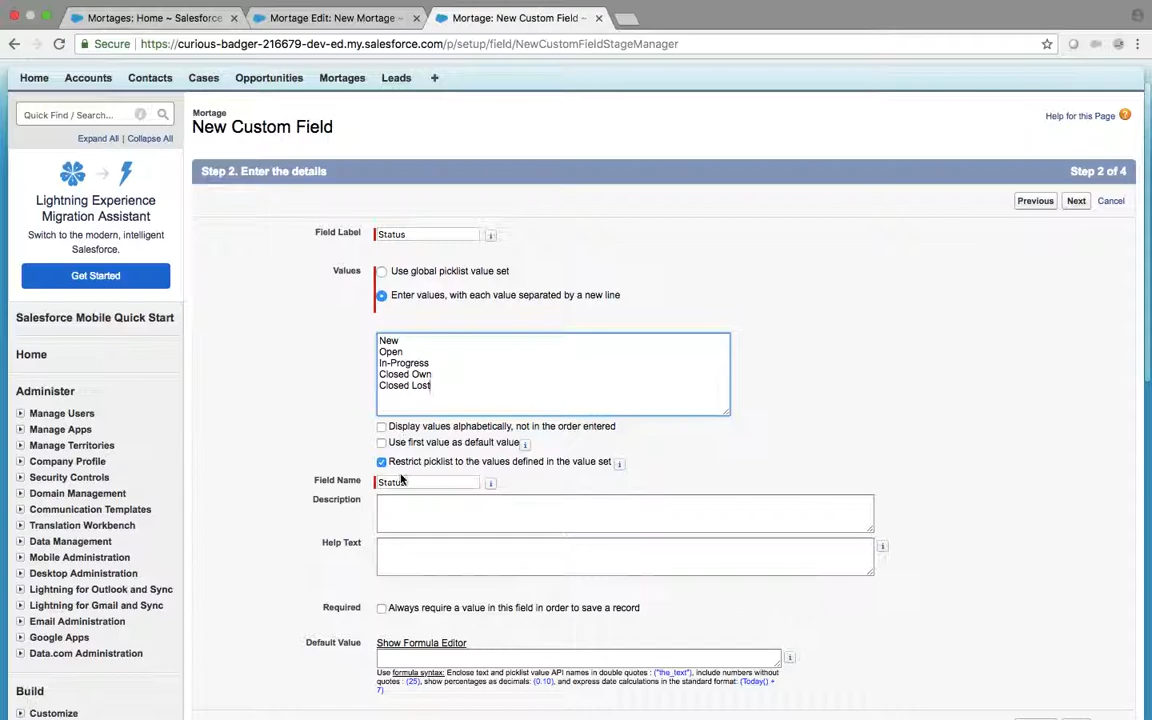 Mortages: Home ~ Salesforce
Mortage Edit: New Mortage ~
Mortage: New Custom Field ~
Secure
https://curious-badger-216679-dev-ed.my.salesforce.com/p/setup/field/NewCustomFieldStageManager
Home Accounts Contacts Cases Opportunities Mortages Leads +
Quick Find / Search...
Expand All | Collapse All
Lightning Experience
Migration Assistant
Switch to the modern, intelligent
Salesforce.
Get Started
Salesforce Mobile Quick Start
Home
Administer
Manage Users
Manage Apps
Manage Territories
Company Profile
Security Controls
Domain Management
Communication Templates
Translation Workbench
Data Management
Mobile Administration
Desktop Administration
Lightning for Outlook and Sync
Lightning for Gmail and Sync
Email Administration
Google Apps
Data.com Administration
Build
Customize
Mortage
New Custom Field
Help for this Page
Step 2. Enter the details
Step 2 of 4
Previous Next Cancel
Field Label Status
Values Use global picklist value set
Enter values, with each value separated by a new line
New
Open
In-Progress
Closed Own
Closed Lost
Display values alphabetically, not in the order entered
Use first value as default value
Restrict picklist to the values defined in the value set
Field Name Status
Description
Help Text
Required Always require a value in this field in order to save a record
Default Value Show Formula Editor
Use formula syntax: Enclose text and picklist value API names in double quotes : ("the_text"), include numbers without
quotes : (25), show percentages as decimals: (0.10), and express date calculations in the standard format: (Today() +
7)